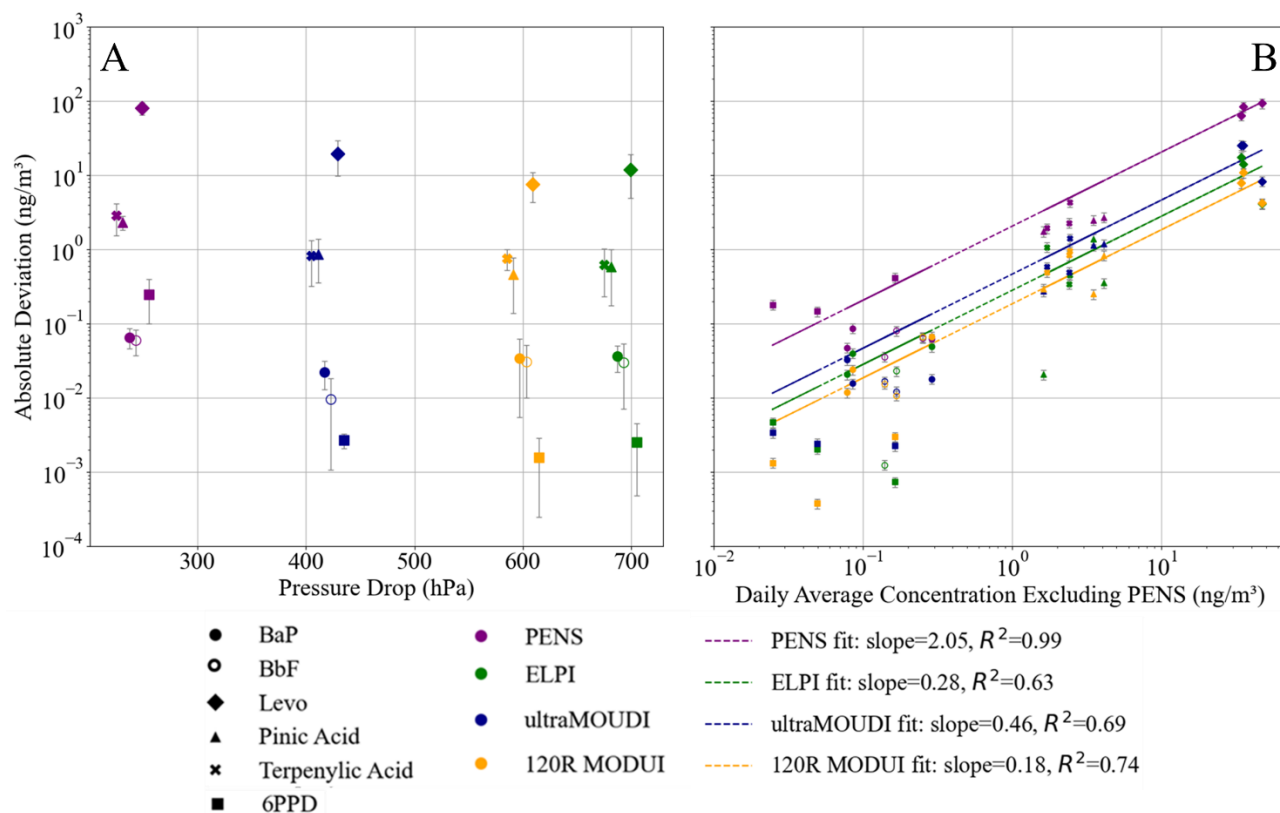 A
B
10³
10²
10¹
10⁰
10⁻¹
10⁻²
10⁻³
10⁻⁴
Absolute Deviation (ng/m³)
300
400
500
600
700
Pressure Drop (hPa)
10⁻²
10⁻¹
10⁰
10¹
Daily Average Concentration Excluding PENS (ng/m³)
BaP
BbF
Levo
Pinic Acid
Terpenylic Acid
6PPD
PENS
ELPI
ultraMOUDI
120R MODUI
PENS fit: slope=2.05, R²=0.99
ELPI fit: slope=0.28, R²=0.63
ultraMOUDI fit: slope=0.46, R²=0.69
120R MODUI fit: slope=0.18, R²=0.74